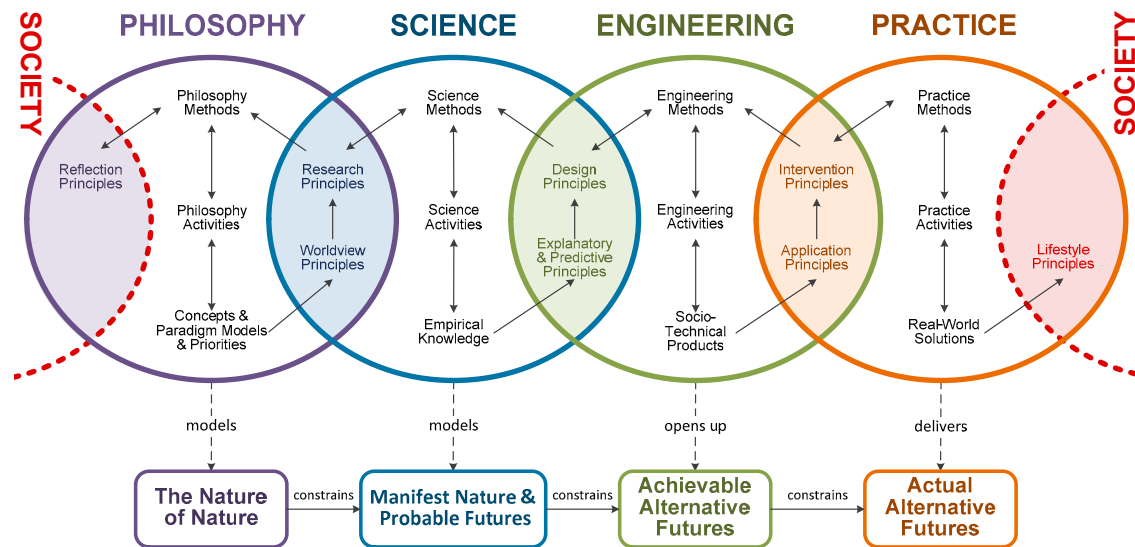 SOCIETY
PHILOSOPHY
SCIENCE
ENGINEERING
PRACTICE
SOCIETY
Philosophy
Methods
Science
Methods
Engineering
Methods
Practice
Methods
Reflection
Principles
Research
Principles
Design
Principles
Intervention
Principles
Philosophy
Activities
Science
Activities
Engineering
Activities
Practice
Activities
Worldview
Principles
Explanatory
& Predictive
Principles
Application
Principles
Lifestyle
Principles
Concepts &
Paradigm Models
& Priorities
Empirical
Knowledge
Socio-
Technical
Products
Real-World
Solutions
models
models
opens up
delivers
The Nature
of Nature
constrains
Manifest Nature &
Probable Futures
constrains
Achievable
Alternative
Futures
constrains
Actual
Alternative
Futures